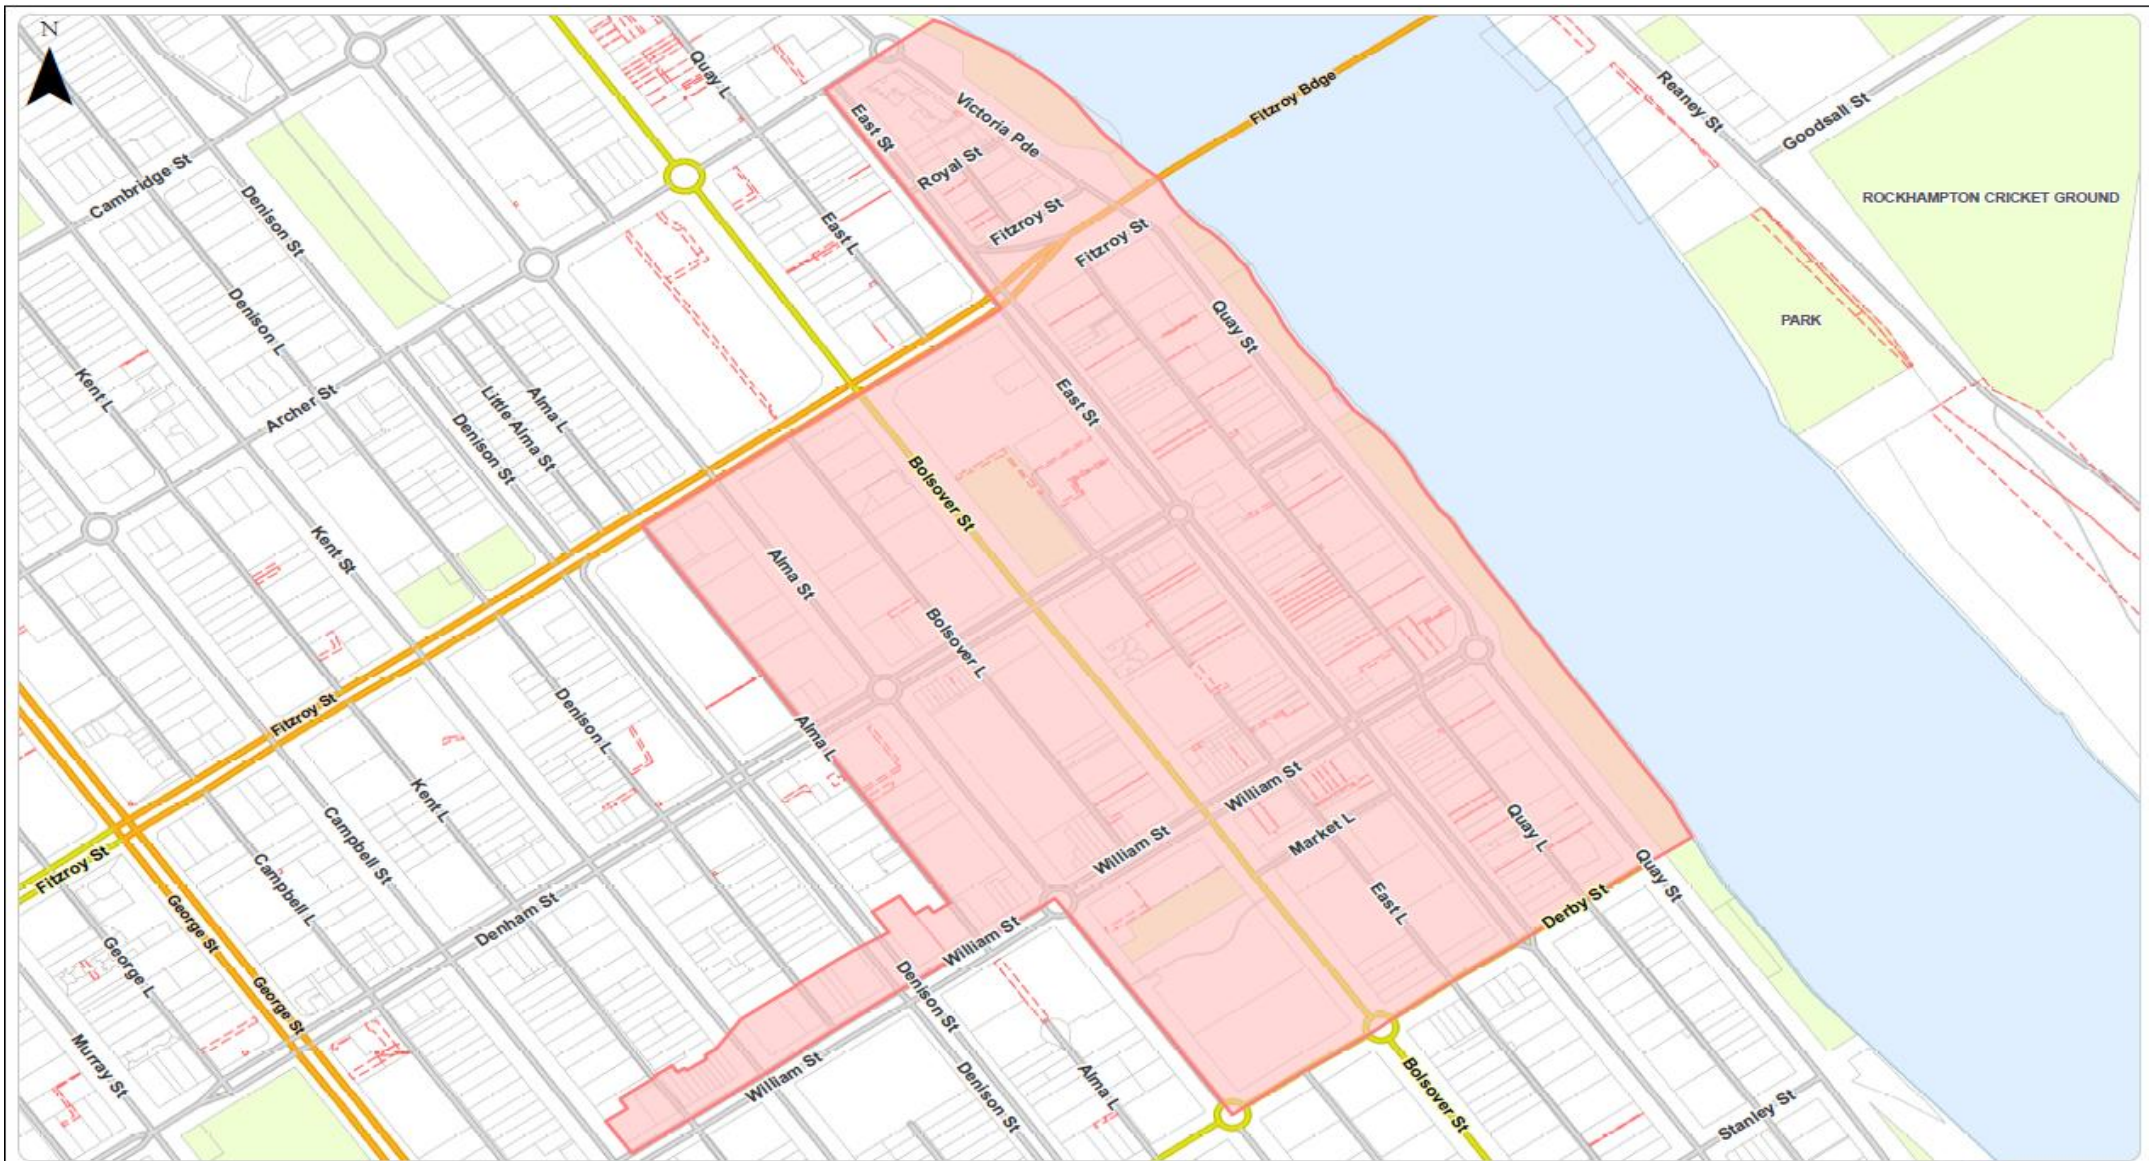 N
Quay L
East St
Victoria Pde
Fitzroy Bdge
Reaney St
Goodsall St
Cambridge St
Denison St
Royal St
East L
Fitzroy St
Fitzroy St
ROCKHAMPTON CRICKET GROUND
Denison L
Quay St
PARK
Kent L
Archer St
Little Alma St
Alma L
Denison St
East St
Bolsover St
Kent St
Alma St
Bolsover L
Fitzroy St
Denison L
Alma L
Kent L
Campbell St
William St
William St
Market L
Quay L
Quay St
Fitzroy St
Campbell L
George St
Denham St
East L
Derby St
William St
George L
George St
Denison St
Murray St
William St
Denison St
Alma L
Bolsover St
Stanley St